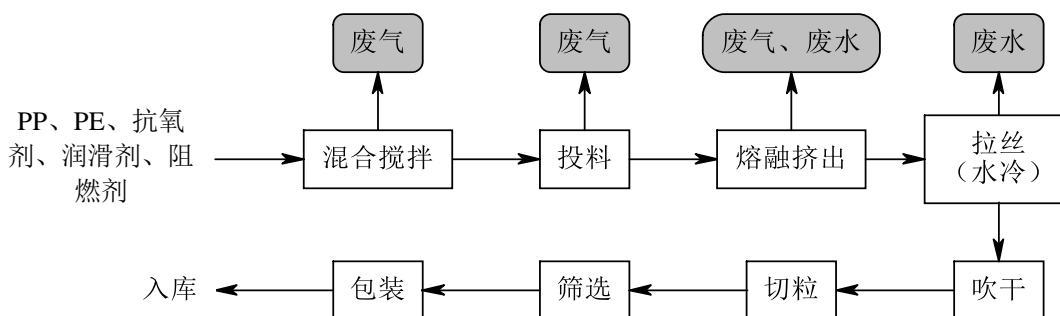 废气
废气
废气、废水
废水
PP、PE、抗氧
剂、润滑剂、阻
燃剂
混合搅拌
投料
熔融挤出
拉丝
（水冷）
入库
包装
筛选
切粒
吹干